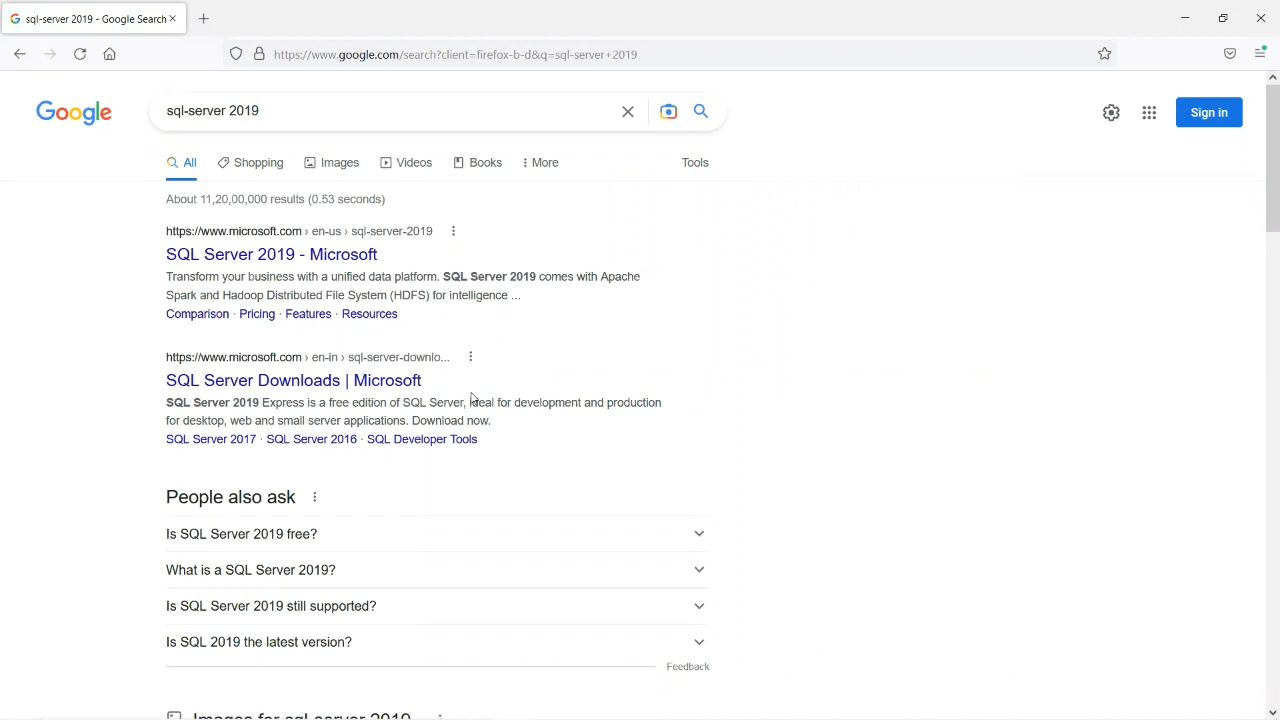 sql-server 2019 - Google Search
https://www.google.com/search?client=firefox-b-d&q=sql-server+2019
Google
sql-server 2019
Sign in
All
Shopping
Images
Videos
Books
More
Tools
About 11,20,00,000 results (0.53 seconds)
https://www.microsoft.com › en-us › sql-server-2019
SQL Server 2019 - Microsoft
Transform your business with a unified data platform. SQL Server 2019 comes with Apache
Spark and Hadoop Distributed File System (HDFS) for intelligence ...
Comparison · Pricing · Features · Resources
https://www.microsoft.com › en-in › sql-server-downlo...
SQL Server Downloads | Microsoft
SQL Server 2019 Express is a free edition of SQL Server, ideal for development and production
for desktop, web and small server applications. Download now.
SQL Server 2017 · SQL Server 2016 · SQL Developer Tools
People also ask
Is SQL Server 2019 free?
What is a SQL Server 2019?
Is SQL Server 2019 still supported?
Is SQL 2019 the latest version?
Feedback
Images for sql-server 2019